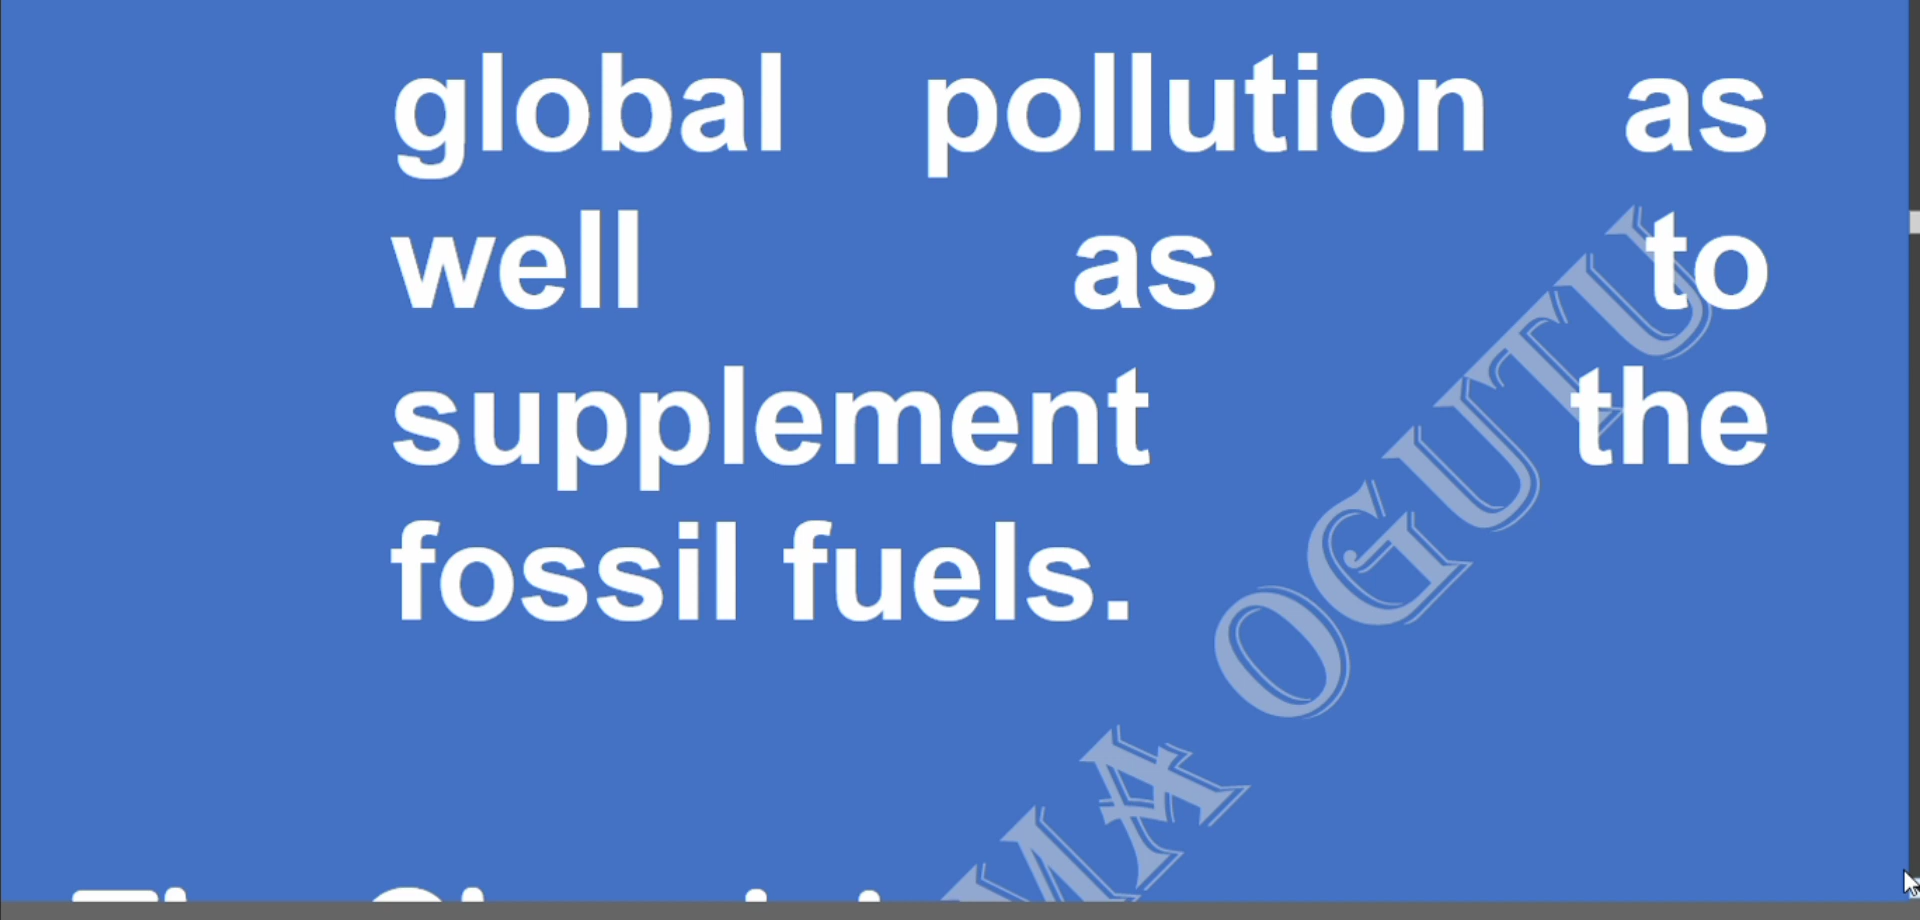 global pollution as
well as to
supplement the
fossil fuels.
OGUTU